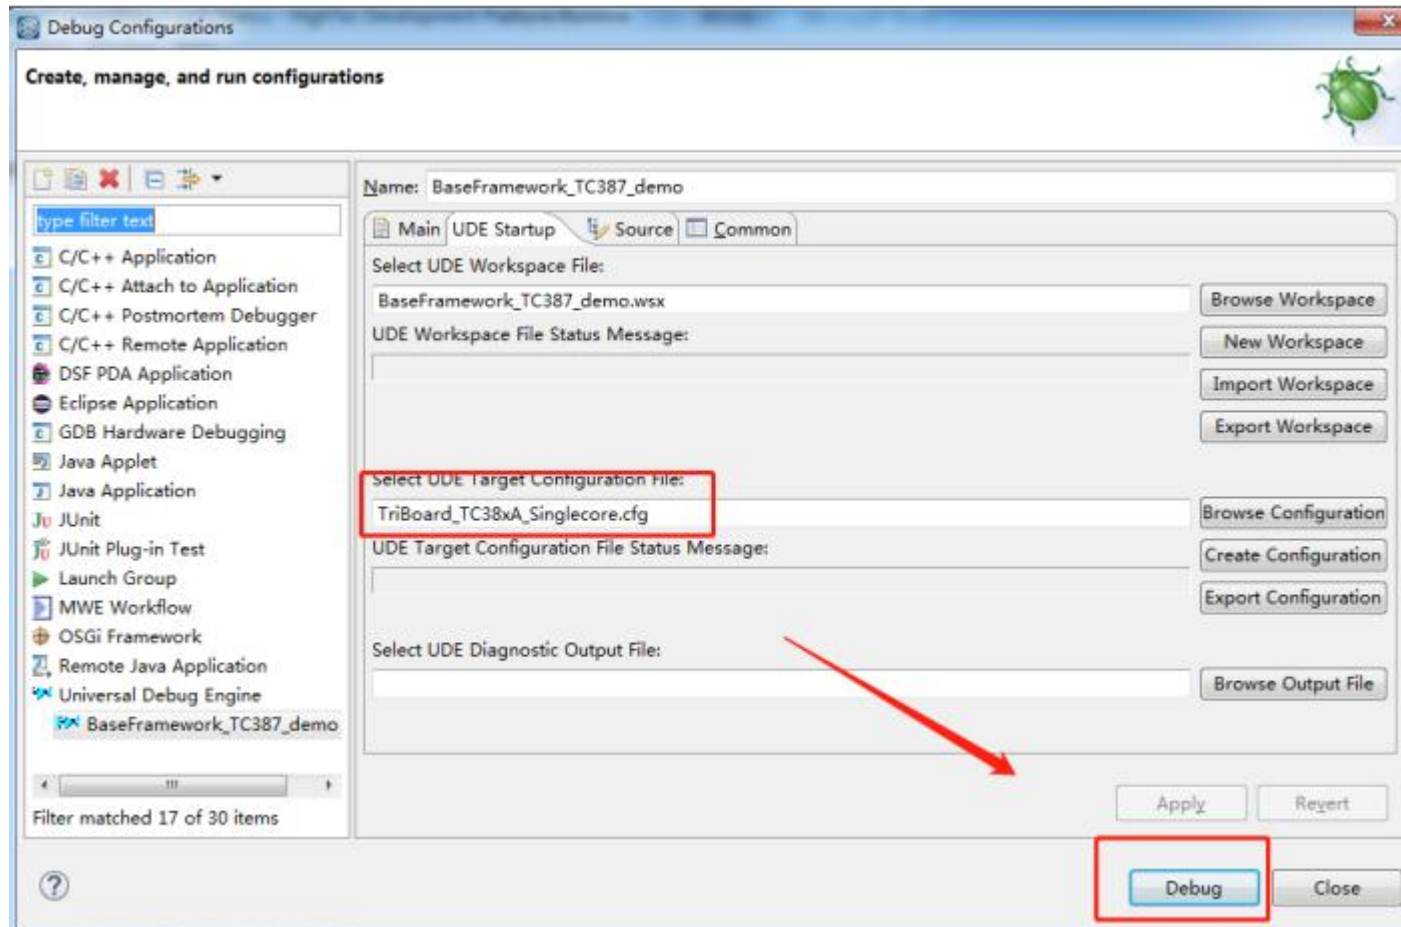 Debug Configurations
Create, manage, and run configurations
type filter text
C/C++ Application
C/C++ Attach to Application
C/C++ Postmortem Debugger
C/C++ Remote Application
DSF PDA Application
Eclipse Application
GDB Hardware Debugging
Java Applet
Java Application
JUnit
JUnit Plug-in Test
Launch Group
MWE Workflow
OSGi Framework
Remote Java Application
Universal Debug Engine
BaseFramework_TC387_demo
Filter matched 17 of 30 items
Name: BaseFramework_TC387_demo
Main UDE Startup Source Common
Select UDE Workspace File:
BaseFramework_TC387_demo.wsx Browse Workspace
UDE Workspace File Status Message: New Workspace
Import Workspace
Export Workspace
Select UDE Target Configuration File:
TriBoard_TC38xA_Singlecore.cfg Browse Configuration
UDE Target Configuration File Status Message: Create Configuration
Export Configuration
Select UDE Diagnostic Output File:
Browse Output File
Apply Revert
Debug Close